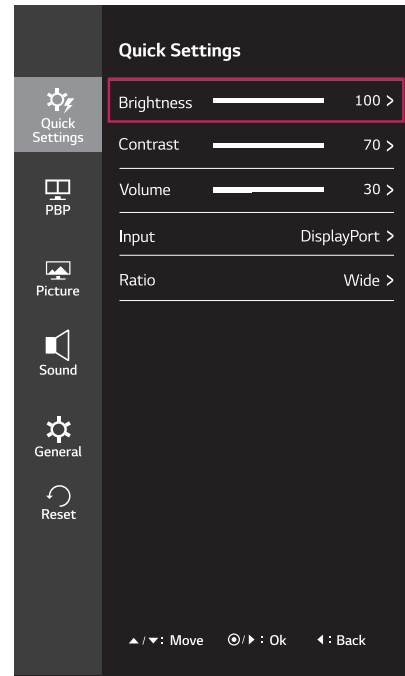 Quick Settings
Quick
Settings
PBP
Picture
Sound
General
Reset
Brightness 100 >
Contrast 70 >
Volume 30 >
Input DisplayPort >
Ratio Wide >
▲/▼: Move ◉/▶: Ok ◀: Back